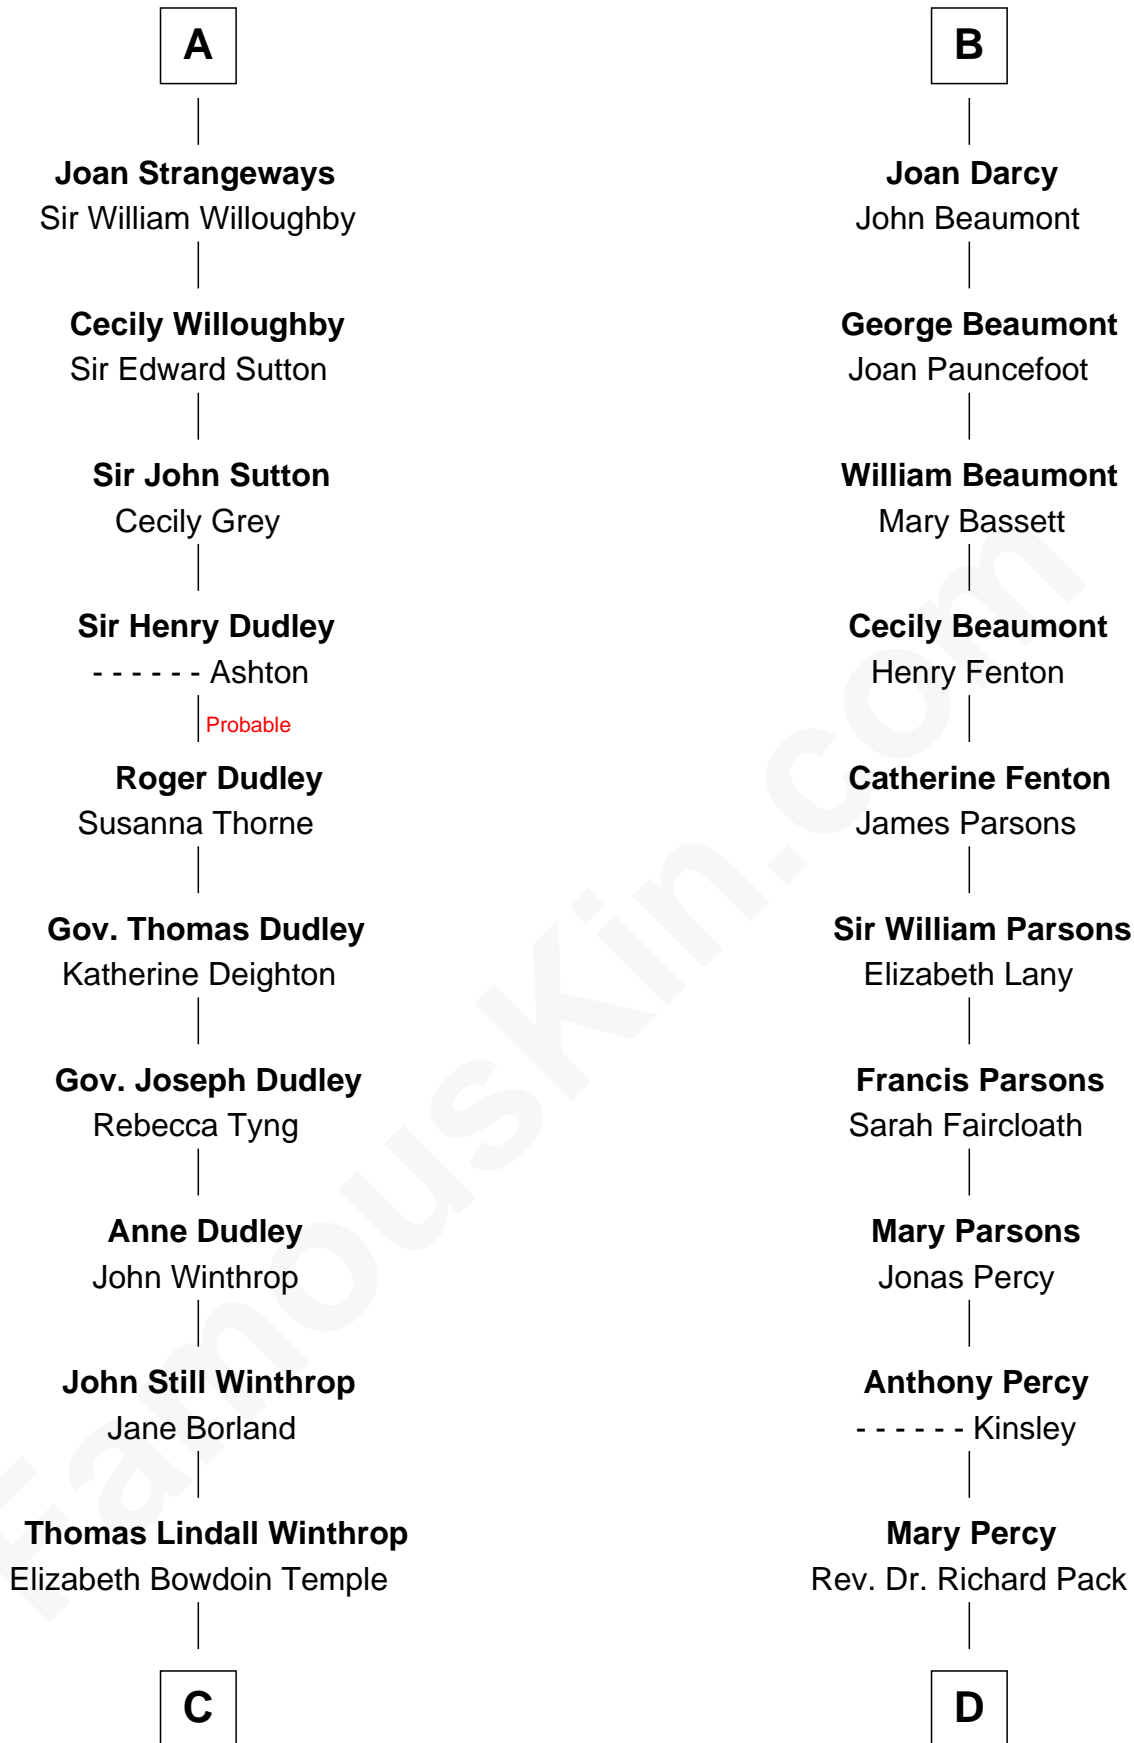 A
Joan Strangeways
Sir William Willoughby
Cecily Willoughby
Sir Edward Sutton
Sir John Sutton
Cecily Grey
Sir Henry Dudley
- - - - - - Ashton
Probable
Roger Dudley
Susanna Thorne
Gov. Thomas Dudley
Katherine Deighton
Gov. Joseph Dudley
Rebecca Tyng
Anne Dudley
John Winthrop
John Still Winthrop
Jane Borland
Thomas Lindall Winthrop
Elizabeth Bowdoin Temple
C
B
Joan Darcy
John Beaumont
George Beaumont
Joan Pauncefoot
William Beaumont
Mary Bassett
Cecily Beaumont
Henry Fenton
Catherine Fenton
James Parsons
Sir William Parsons
Elizabeth Lany
Francis Parsons
Sarah Faircloath
Mary Parsons
Jonas Percy
Anthony Percy
- - - - - - Kinsley
Mary Percy
Rev. Dr. Richard Pack
D
FamousKin.com